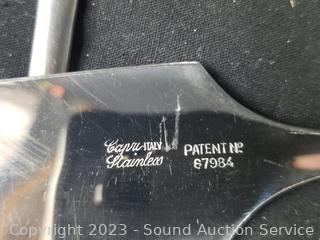 Capri-ITALY
Stainless
PATENT Nº
67984
Copyright © 2023 - Sound Auction Service